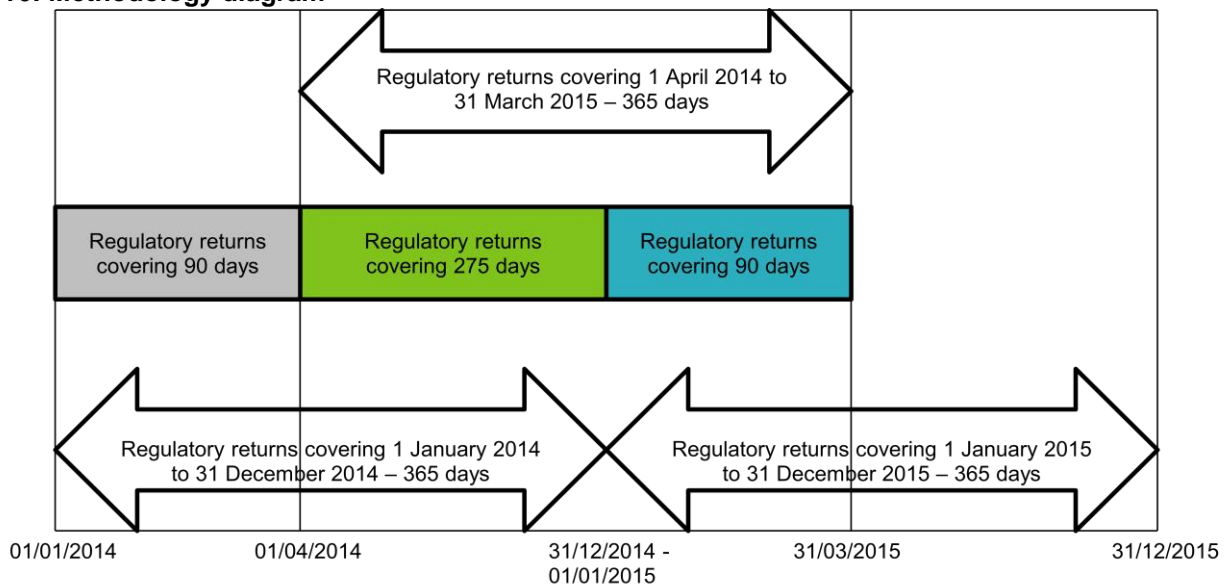 10. Methodology diagram
Regulatory returns covering 1 April 2014 to
31 March 2015 – 365 days
Regulatory returns
covering 90 days
Regulatory returns
covering 275 days
Regulatory returns
covering 90 days
Regulatory returns covering 1 January 2014
to 31 December 2014 – 365 days
Regulatory returns covering 1 January 2015
to 31 December 2015 – 365 days
01/01/2014
01/04/2014
31/12/2014 -
01/01/2015
31/03/2015
31/12/2015